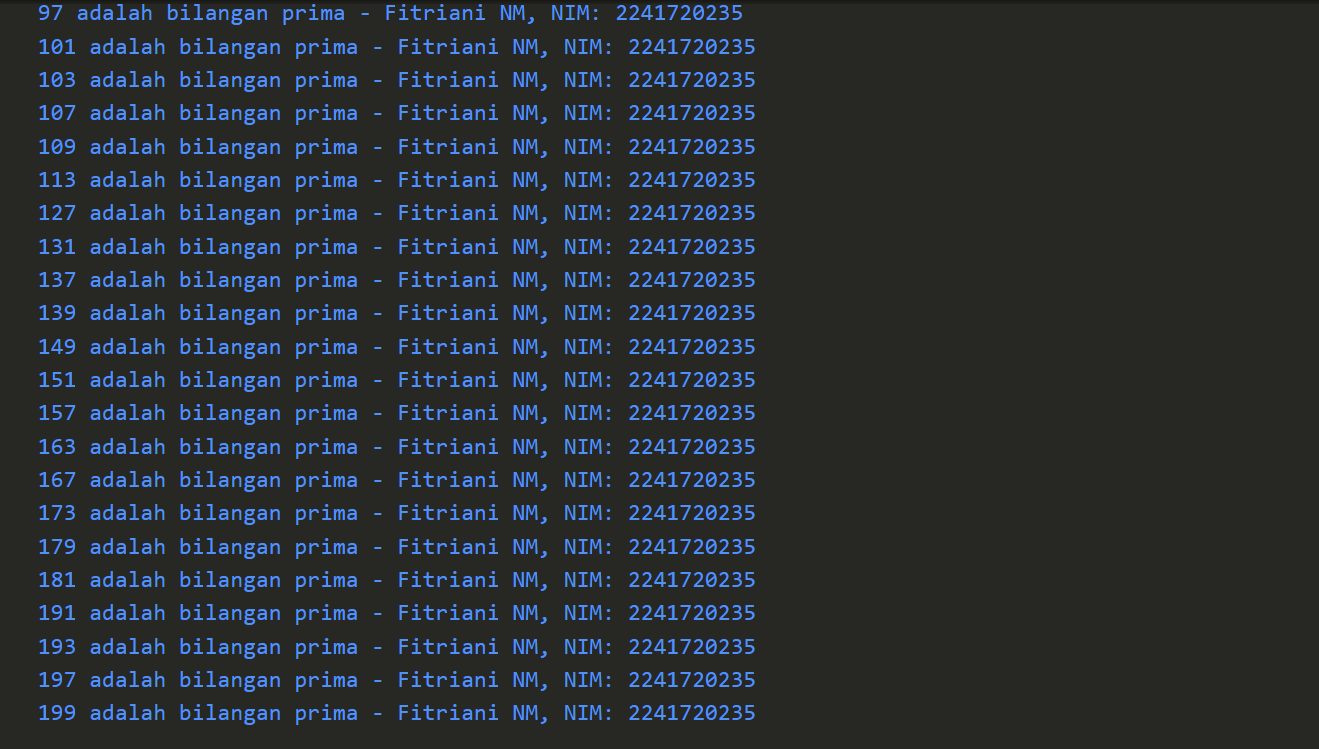 97 adalah bilangan prima - Fitriani NM, NIM: 2241720235
101 adalah bilangan prima - Fitriani NM, NIM: 2241720235
103 adalah bilangan prima - Fitriani NM, NIM: 2241720235
107 adalah bilangan prima - Fitriani NM, NIM: 2241720235
109 adalah bilangan prima - Fitriani NM, NIM: 2241720235
113 adalah bilangan prima - Fitriani NM, NIM: 2241720235
127 adalah bilangan prima - Fitriani NM, NIM: 2241720235
131 adalah bilangan prima - Fitriani NM, NIM: 2241720235
137 adalah bilangan prima - Fitriani NM, NIM: 2241720235
139 adalah bilangan prima - Fitriani NM, NIM: 2241720235
149 adalah bilangan prima - Fitriani NM, NIM: 2241720235
151 adalah bilangan prima - Fitriani NM, NIM: 2241720235
157 adalah bilangan prima - Fitriani NM, NIM: 2241720235
163 adalah bilangan prima - Fitriani NM, NIM: 2241720235
167 adalah bilangan prima - Fitriani NM, NIM: 2241720235
173 adalah bilangan prima - Fitriani NM, NIM: 2241720235
179 adalah bilangan prima - Fitriani NM, NIM: 2241720235
181 adalah bilangan prima - Fitriani NM, NIM: 2241720235
191 adalah bilangan prima - Fitriani NM, NIM: 2241720235
193 adalah bilangan prima - Fitriani NM, NIM: 2241720235
197 adalah bilangan prima - Fitriani NM, NIM: 2241720235
199 adalah bilangan prima - Fitriani NM, NIM: 2241720235